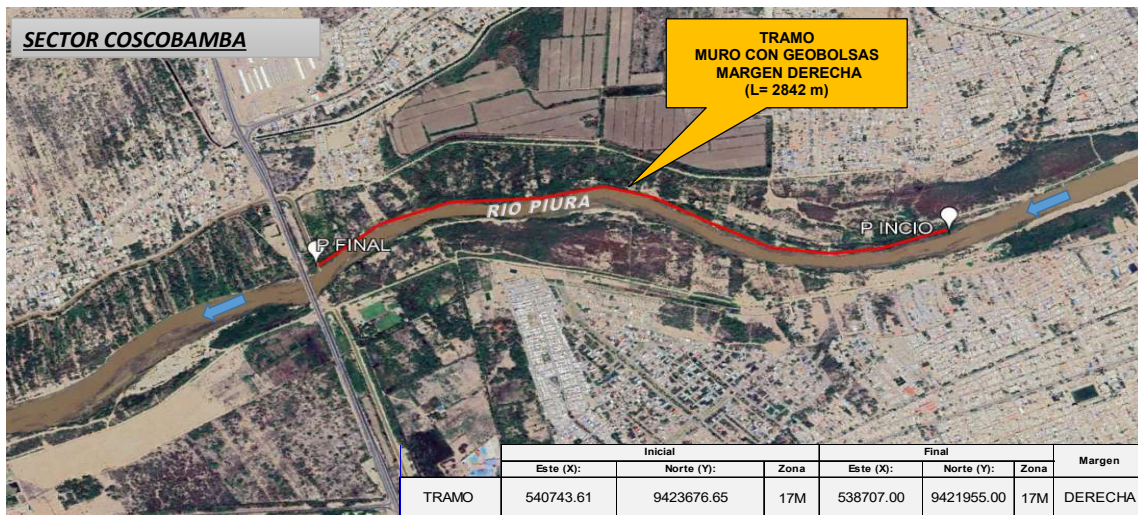 SECTOR COSCOBAMBA
TRAMO
MURO CON GEOBOLSAS
MARGEN DERECHA
(L= 2842 m)
RIO PIURA
P INCIO
P FINAL
Inicial Final Margen
Este (X): Norte (Y): Zona Este (X): Norte (Y): Zona
TRAMO 540743.61 9423676.65 17M 538707.00 9421955.00 17M DERECHA